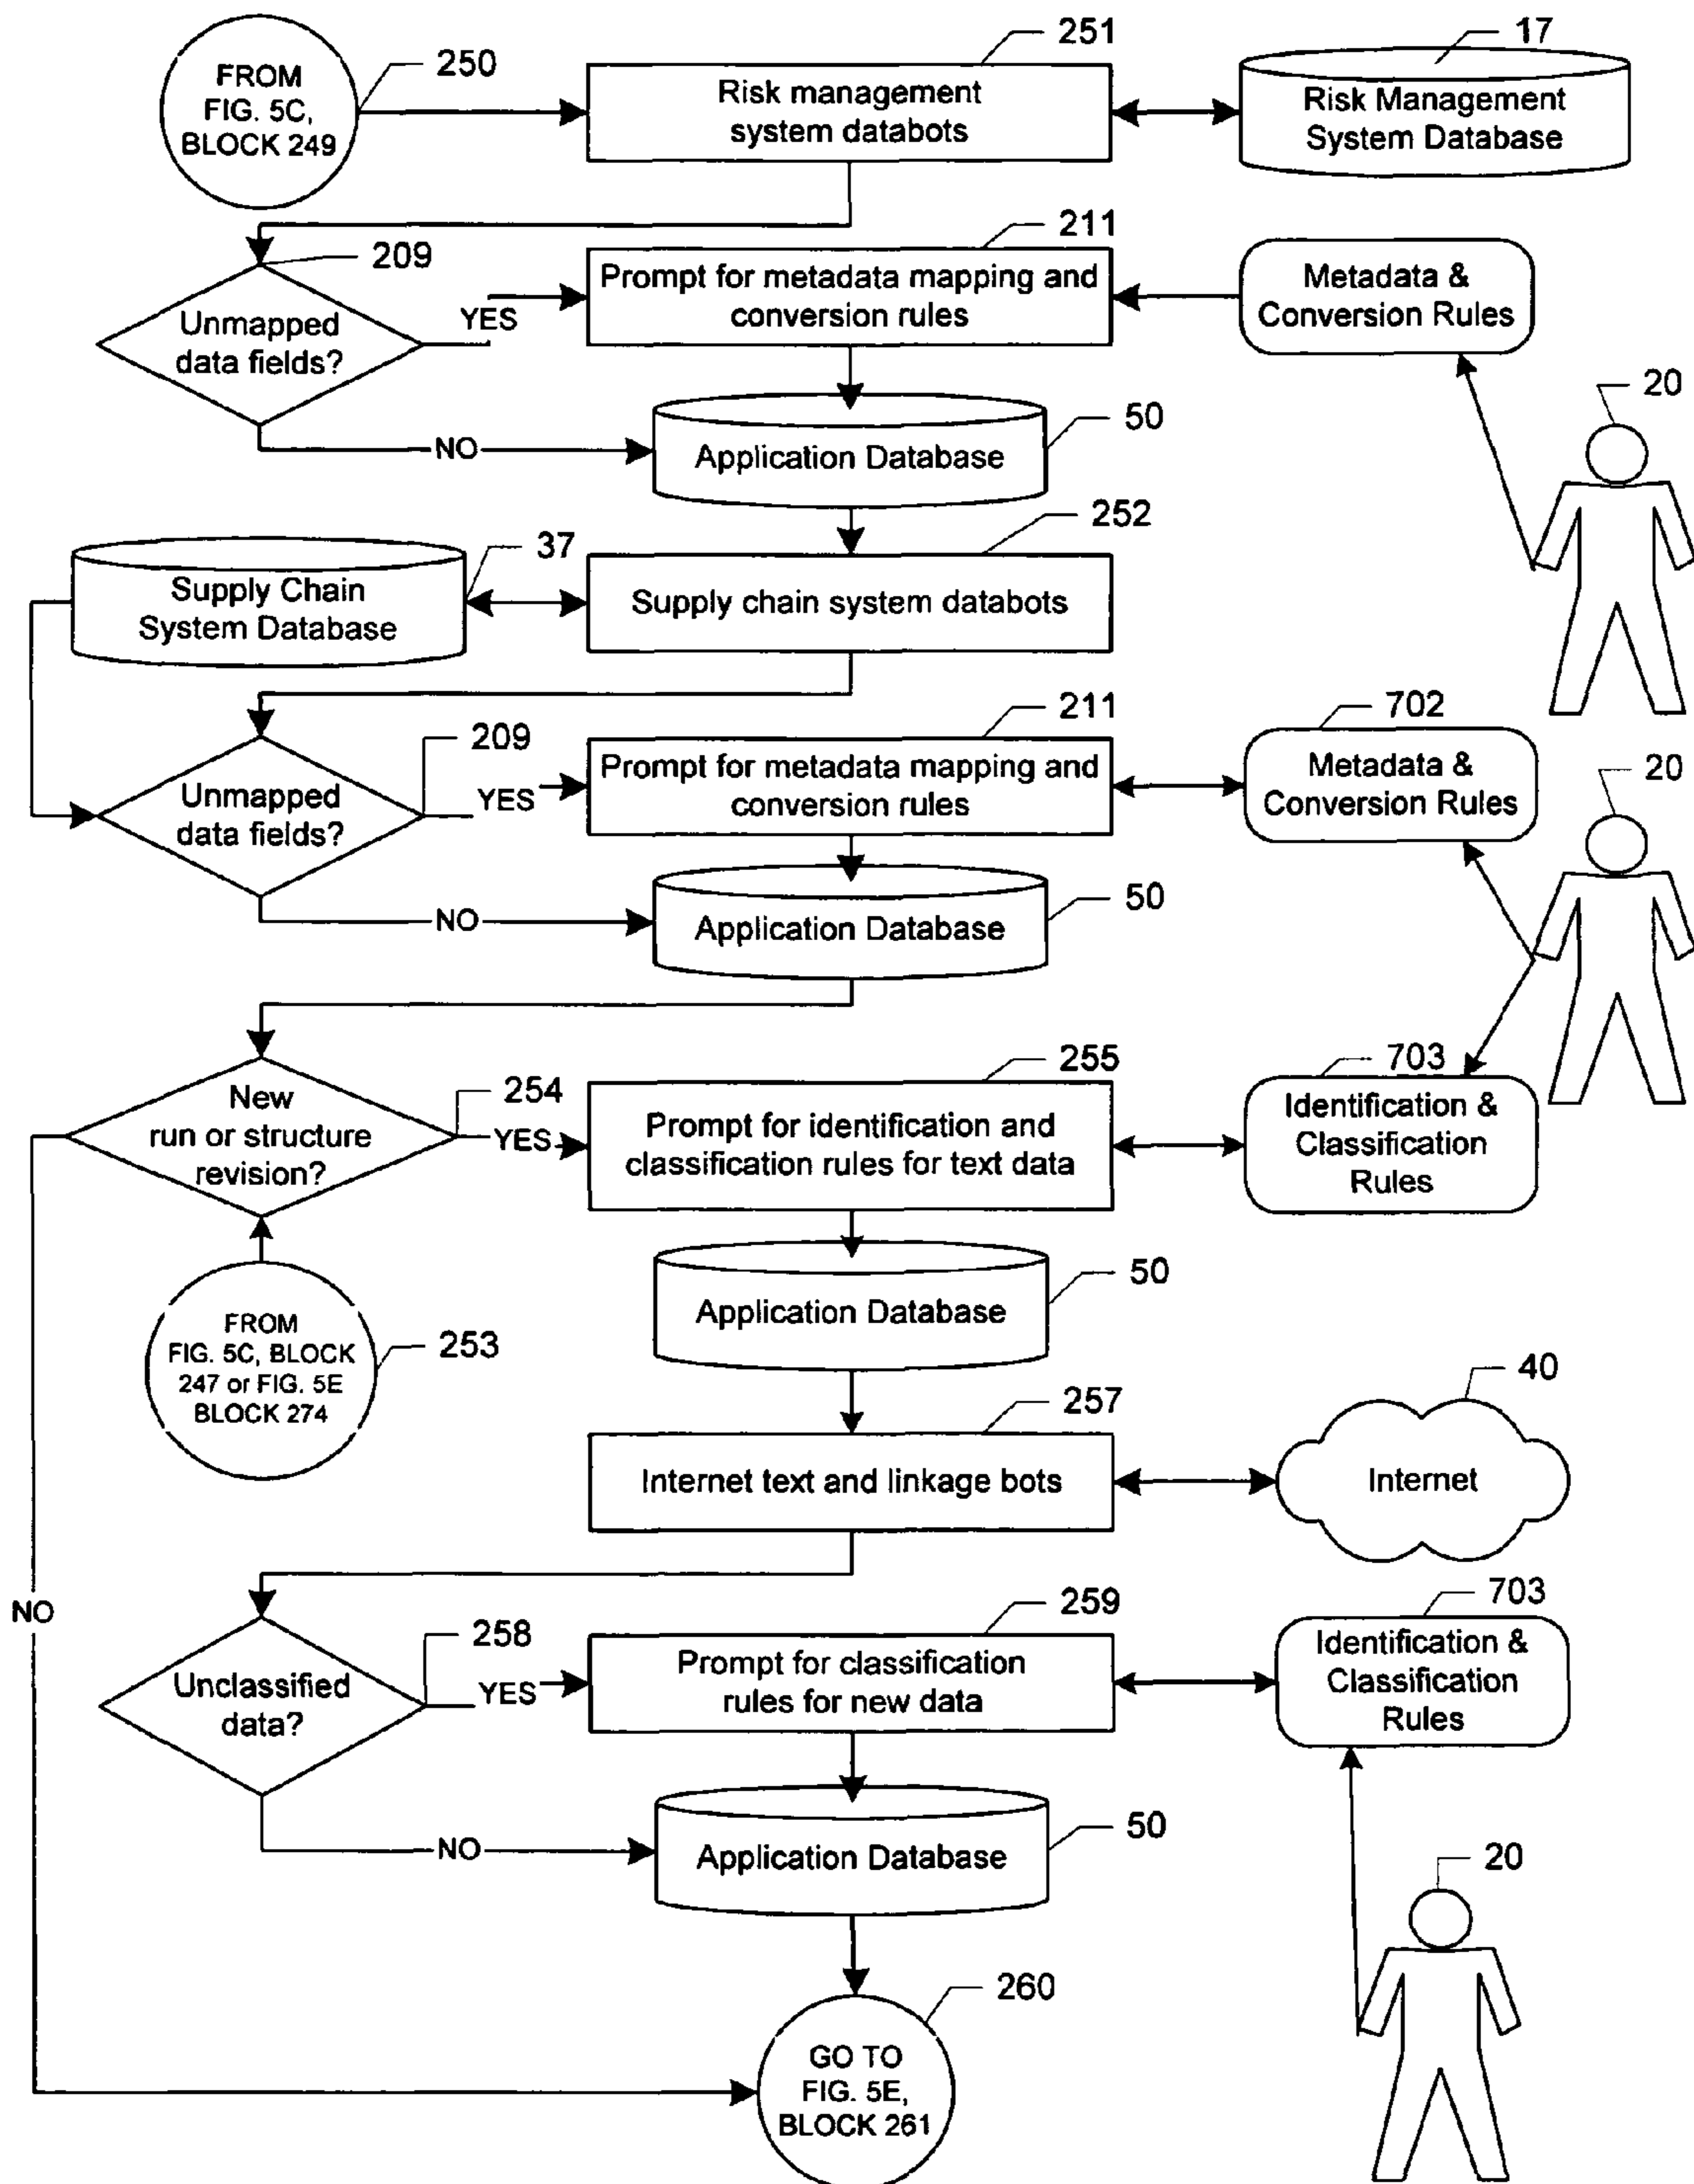 250
FROM
FIG. 5C,
BLOCK 249
251
Risk management
system databots
17
Risk Management
System Database
209
Unmapped
data fields?
YES
211
Prompt for metadata mapping and
conversion rules
Metadata &
Conversion Rules
20
NO
50
Application Database
252
37
Supply Chain
System Database
Supply chain system databots
209
Unmapped
data fields?
YES
211
Prompt for metadata mapping and
conversion rules
702
Metadata &
Conversion Rules
20
NO
50
Application Database
254
New
run or structure
revision?
YES
255
Prompt for identification and
classification rules for text data
703
Identification &
Classification
Rules
253
FROM
FIG. 5C, BLOCK
247 or FIG. 5E
BLOCK 274
50
Application Database
257
Internet text and linkage bots
40
Internet
NO
258
Unclassified
data?
YES
259
Prompt for classification
rules for new data
703
Identification &
Classification
Rules
NO
50
Application Database
20
260
GO TO
FIG. 5E,
BLOCK 261